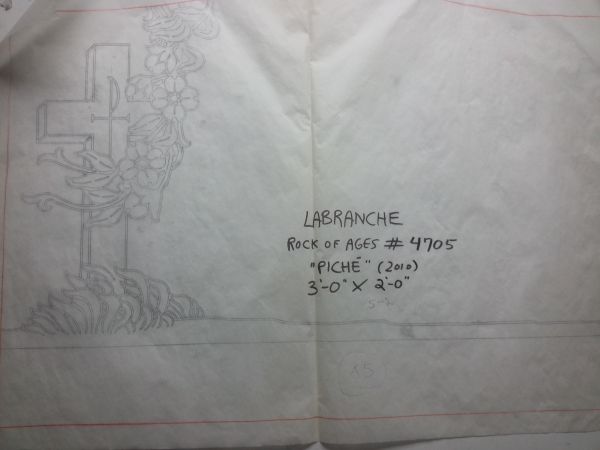 LABRANCHE
ROCK OF AGES # 4705
"PICHÉ" (2010)
3'-0" X 2'-0"